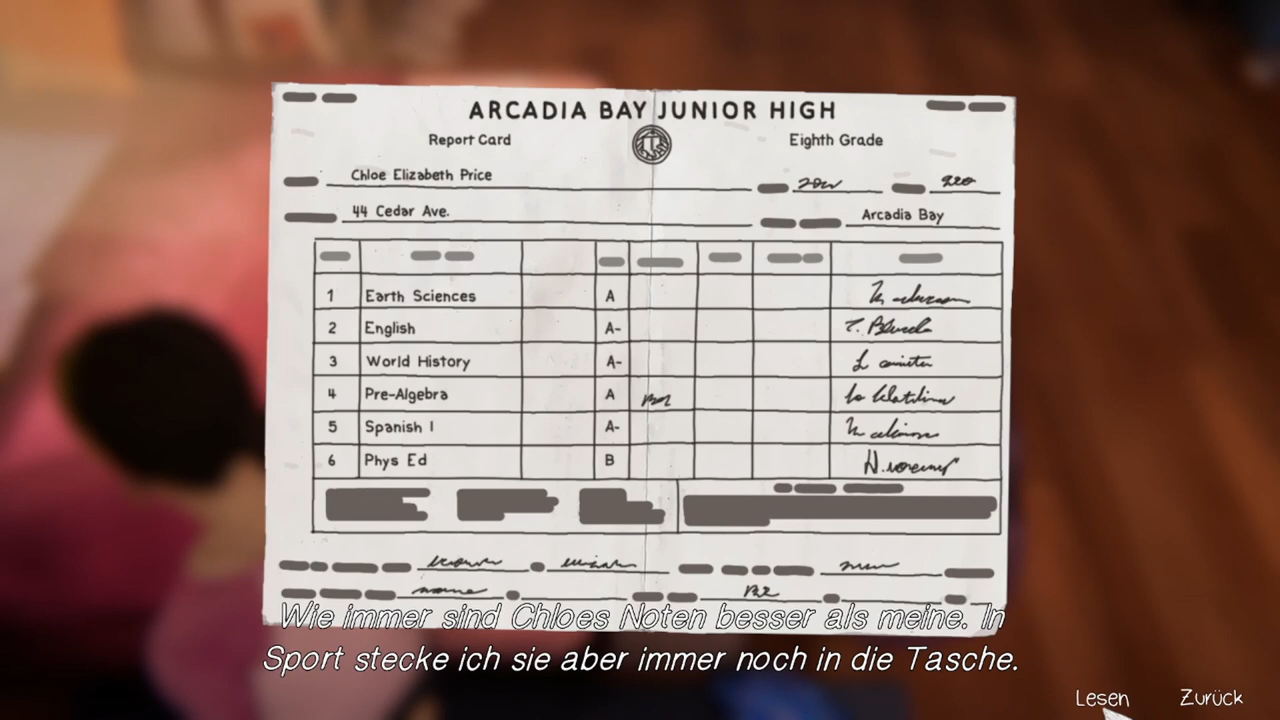 ARCADIA BAY JUNIOR HIGH
Report Card
Eighth Grade
Chloe Elizabeth Price
44 Cedar Ave.
Arcadia Bay
1 Earth Sciences A
2 English A-
3 World History A-
4 Pre-Algebra A
5 Spanish I A-
6 Phys Ed B
Wie immer sind Chloes Noten besser als meine. In
Sport stecke ich sie aber immer noch in die Tasche.
Lesen Zurück